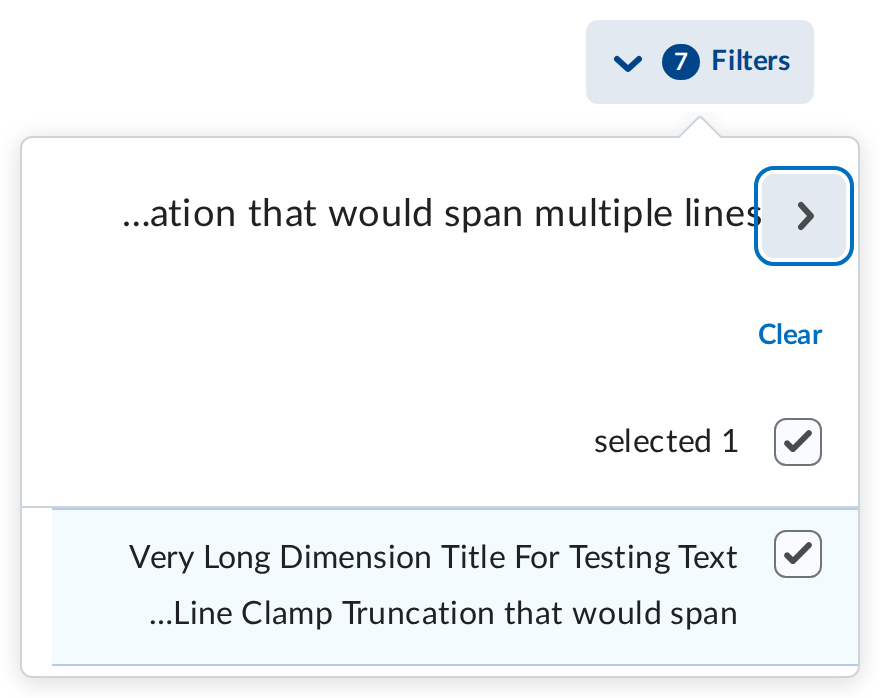 7 Filters
...ation that would span multiple lines
Clear
selected 1
Very Long Dimension Title For Testing Text
...Line Clamp Truncation that would span